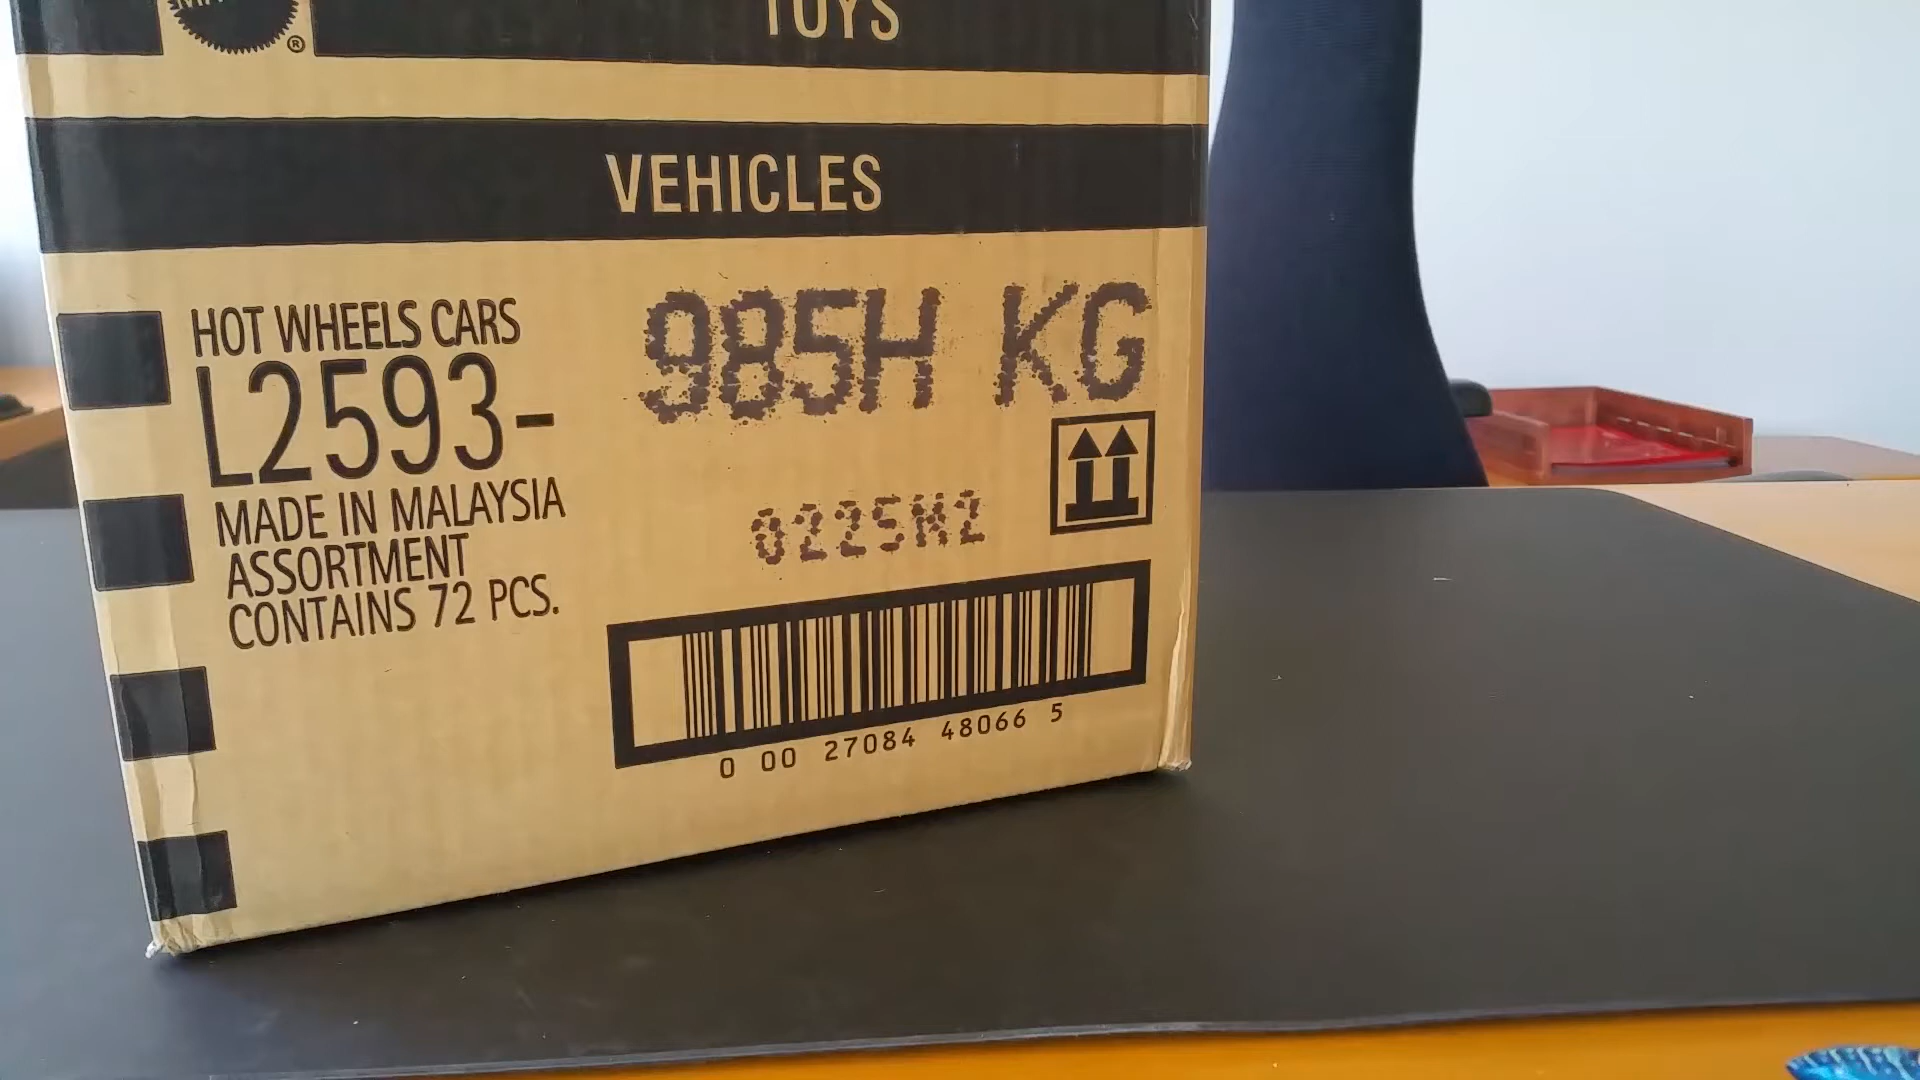 ®
TOYS
VEHICLES
HOT WHEELS CARS
L2593-
MADE IN MALAYSIA
ASSORTMENT
CONTAINS 72 PCS.
985H KG
0225N2
0 00 27084 48066 5